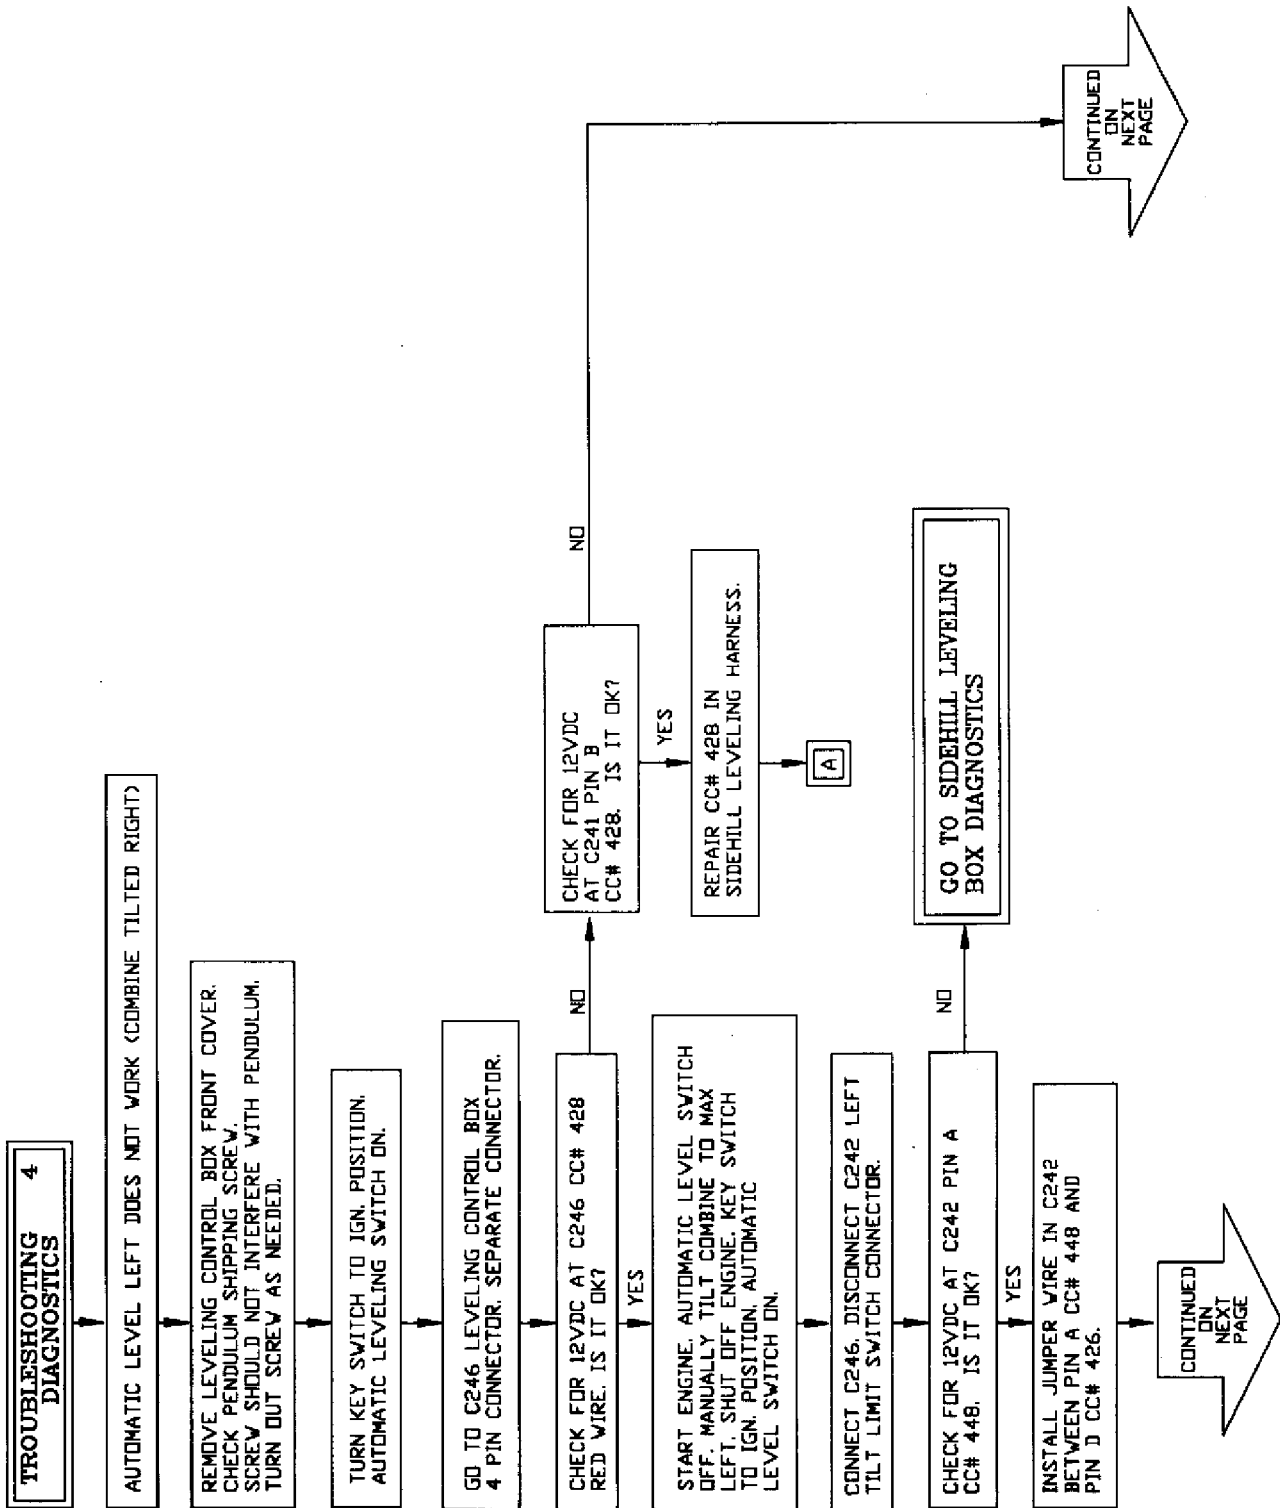 TROUBLESHOOTING 4
DIAGNOSTICS
AUTOMATIC LEVEL LEFT DOES NOT WORK (COMBINE TILTED RIGHT)
REMOVE LEVELING CONTROL BOX FRONT COVER.
CHECK PENDULUM SHIPPING SCREW.
SCREW SHOULD NOT INTERFERE WITH PENDULUM.
TURN OUT SCREW AS NEEDED.
TURN KEY SWITCH TO IGN. POSITION.
AUTOMATIC LEVELING SWITCH ON.
GO TO C246 LEVELING CONTROL BOX
4 PIN CONNECTOR. SEPARATE CONNECTOR.
CHECK FOR 12VDC AT C246 CC# 428
RED WIRE. IS IT OK?
NO
CHECK FOR 12VDC
AT C241 PIN B
CC# 428. IS IT OK?
NO
CONTINUED
ON
NEXT
PAGE
YES
REPAIR CC# 428 IN
SIDEHILL LEVELING HARNESS.
A
YES
START ENGINE. AUTOMATIC LEVEL SWITCH
OFF. MANUALLY TILT COMBINE TO MAX
LEFT. SHUT OFF ENGINE. KEY SWITCH
TO IGN. POSITION. AUTOMATIC
LEVEL SWITCH ON.
CONNECT C246. DISCONNECT C242 LEFT
TILT LIMIT SWITCH CONNECTOR.
CHECK FOR 12VDC AT C242 PIN A
CC# 448. IS IT OK?
NO
GO TO SIDEHILL LEVELING
BOX DIAGNOSTICS
YES
INSTALL JUMPER WIRE IN C242
BETWEEN PIN A CC# 448 AND
PIN D CC# 426.
CONTINUED
ON
NEXT
PAGE